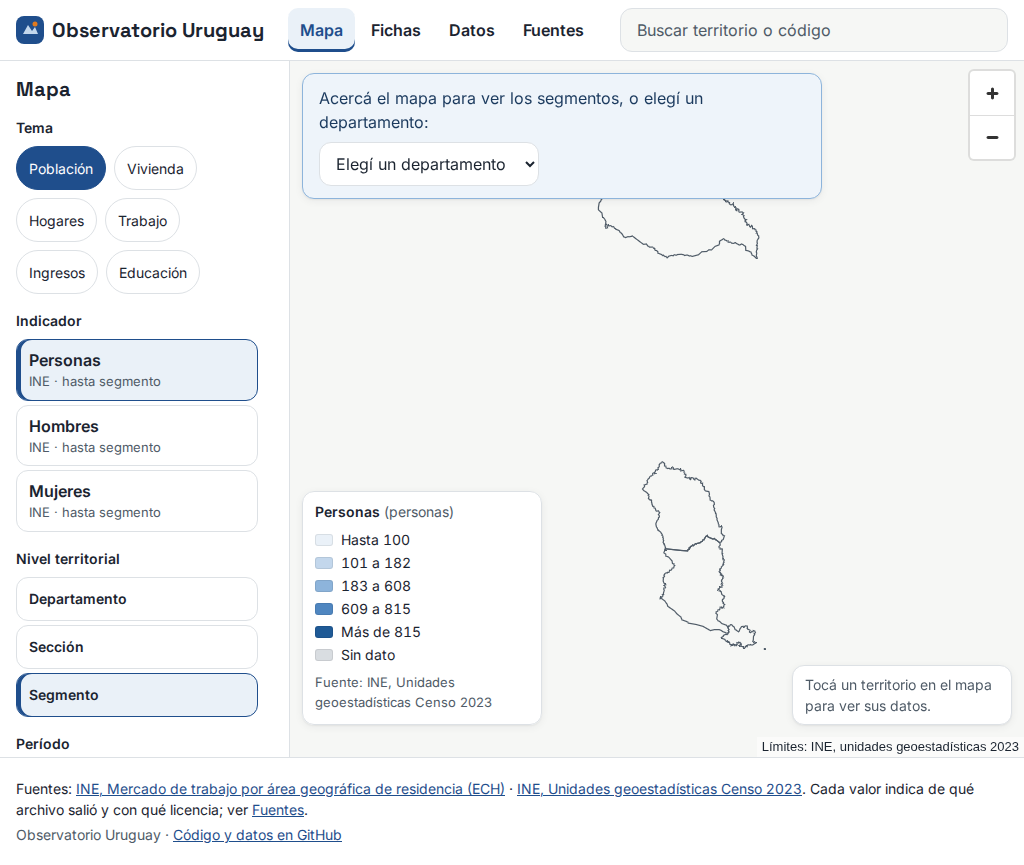 Observatorio Uruguay
Mapa
Fichas
Datos
Fuentes
Buscar territorio o código
Mapa
Tema
Población
Vivienda
Hogares
Trabajo
Ingresos
Educación
Indicador
Personas
INE · hasta segmento
Hombres
INE · hasta segmento
Mujeres
INE · hasta segmento
Nivel territorial
Departamento
Sección
Segmento
Período
Acercá el mapa para ver los segmentos, o elegí un
departamento:
Elegí un departamento
+
−
Personas (personas)
Hasta 100
101 a 182
183 a 608
609 a 815
Más de 815
Sin dato
Fuente: INE, Unidades
geoestadísticas Censo 2023
Tocá un territorio en el mapa
para ver sus datos.
Límites: INE, unidades geoestadísticas 2023
Fuentes: INE, Mercado de trabajo por área geográfica de residencia (ECH) · INE, Unidades geoestadísticas Censo 2023. Cada valor indica de qué
archivo salió y con qué licencia; ver Fuentes.
Observatorio Uruguay · Código y datos en GitHub